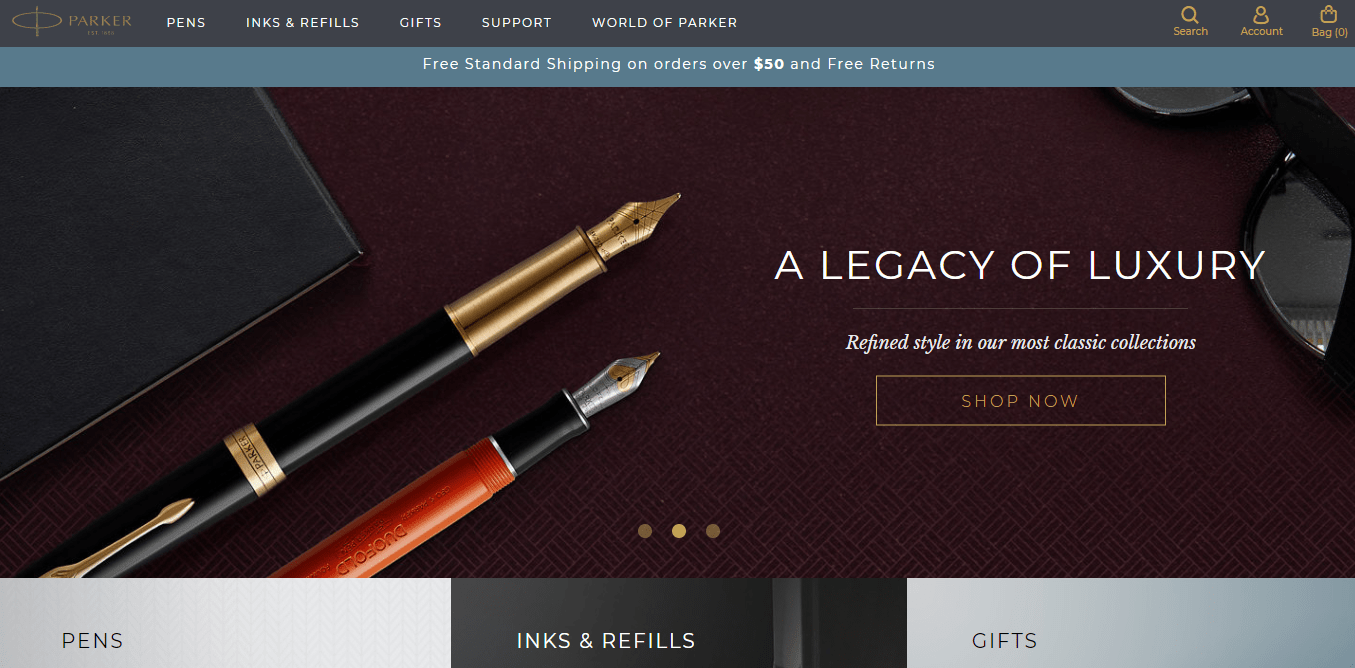 PARKER
EST. 1888
PENS
INKS & REFILLS
GIFTS
SUPPORT
WORLD OF PARKER
Search
Account
Bag (0)
Free Standard Shipping on orders over $50 and Free Returns
A LEGACY OF LUXURY
Refined style in our most classic collections
SHOP NOW
PARKER
DUOFOLD
PENS
INKS & REFILLS
GIFTS